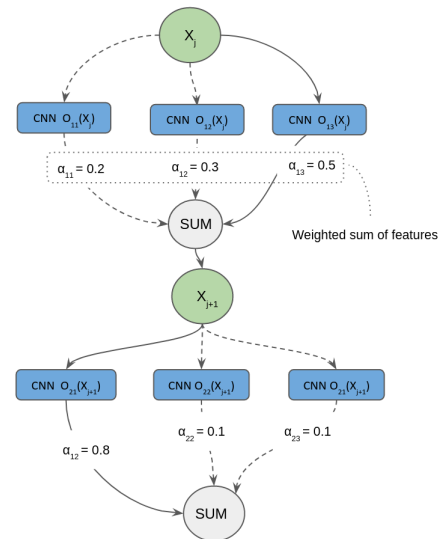 X_j
CNN O_11(X_j)
CNN O_12(X_j)
CNN O_13(X_j)
α_11 = 0.2
α_12 = 0.3
α_13 = 0.5
SUM
Weighted sum of features
X_j+1
CNN O_21(X_j+1)
CNN O_22(X_j+1)
CNN O_21(X_j+1)
α_22 = 0.1
α_23 = 0.1
α_12 = 0.8
SUM